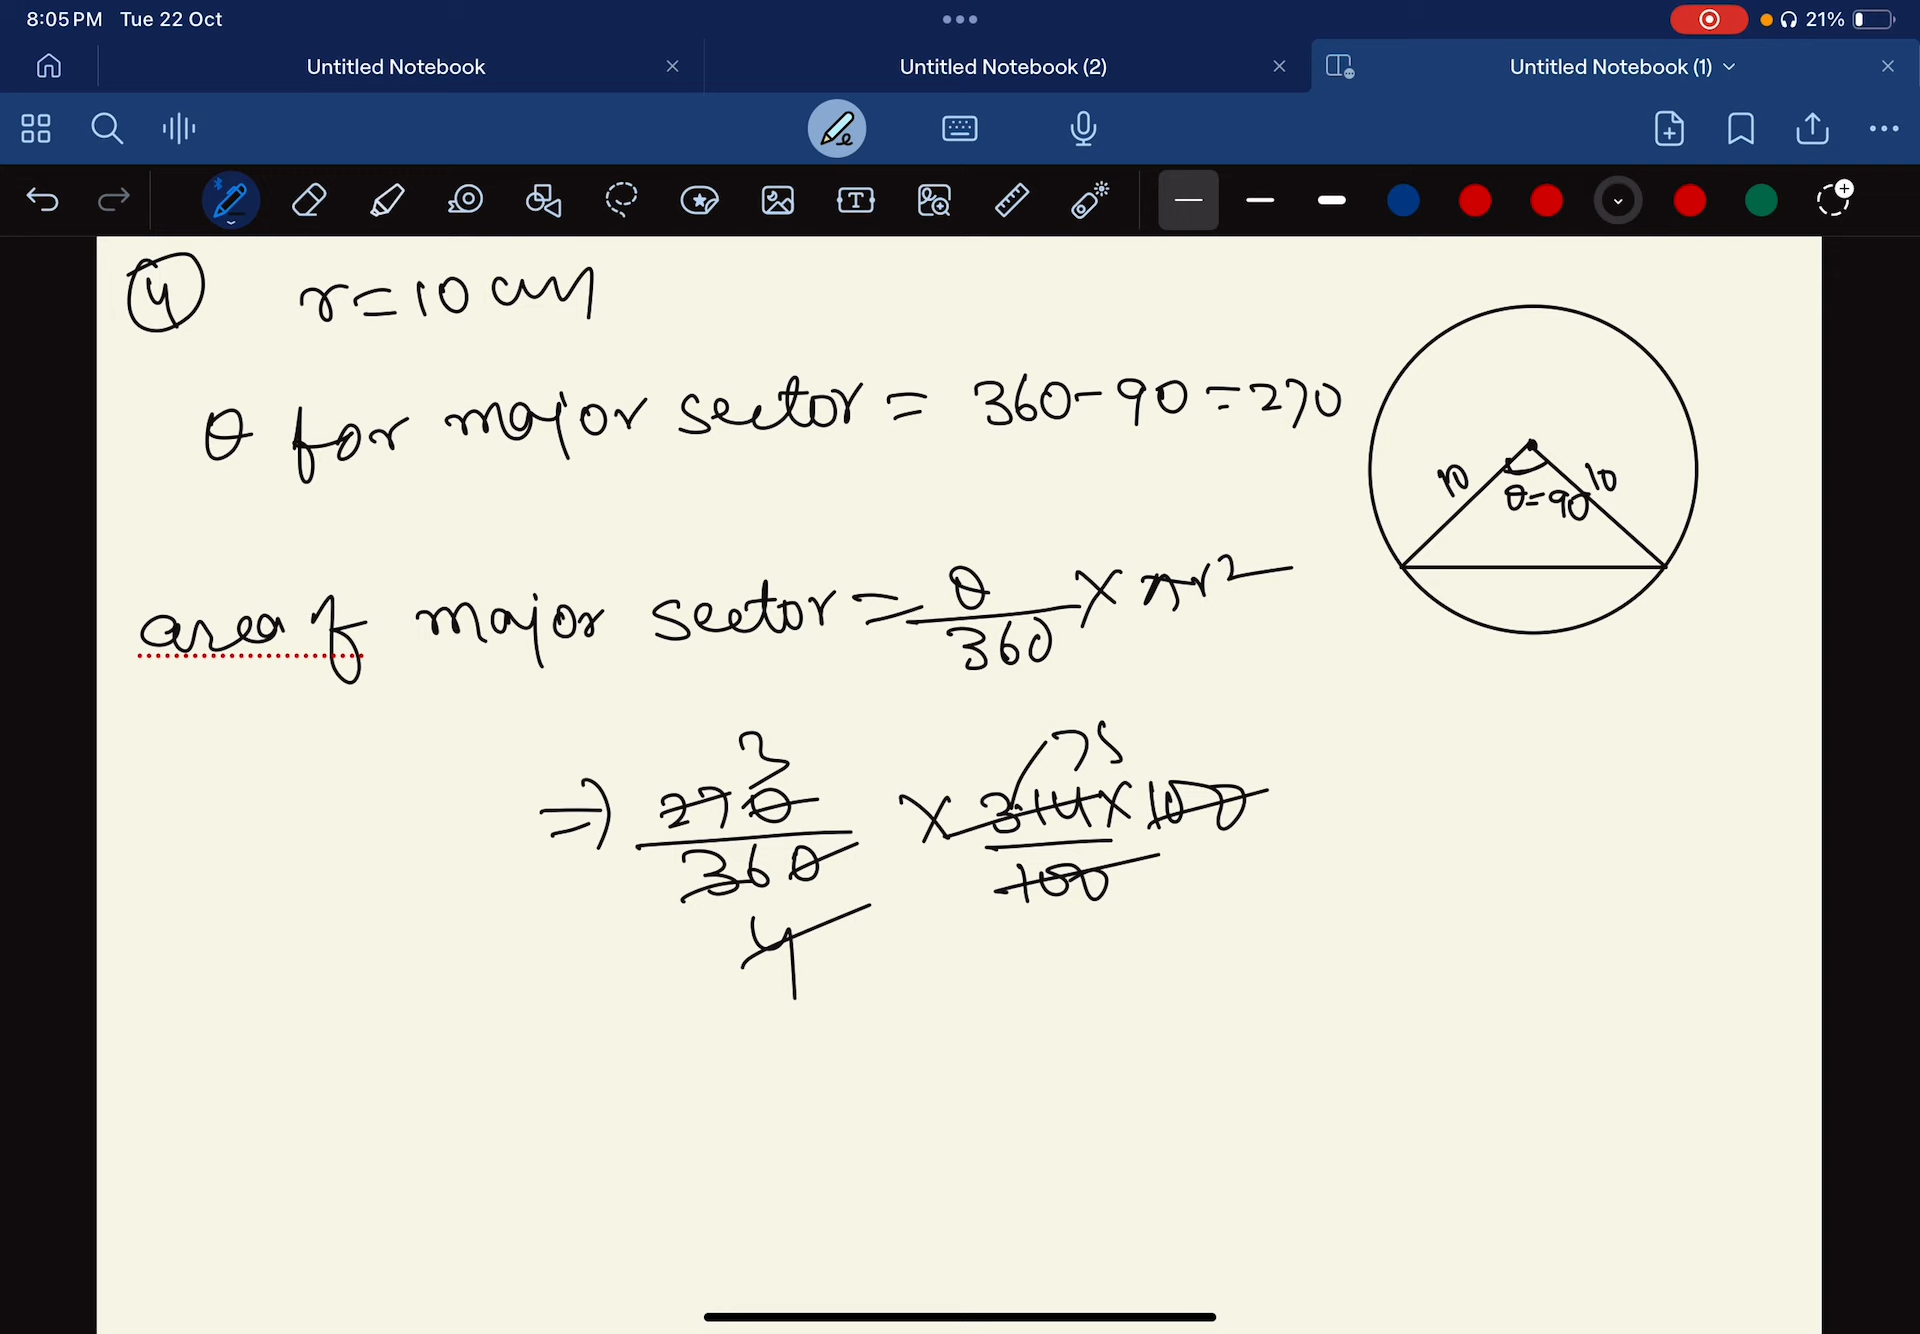 8:05 PM Tue 22 Oct
21%
Untitled Notebook
Untitled Notebook (2)
Untitled Notebook (1)
④ r=10 cm
θ for major sector = 360-90=270
10 10
θ=90
area of major sector = θ/360 × πr²
3 75
⇒ 270/360 × 3.14×100/100
4